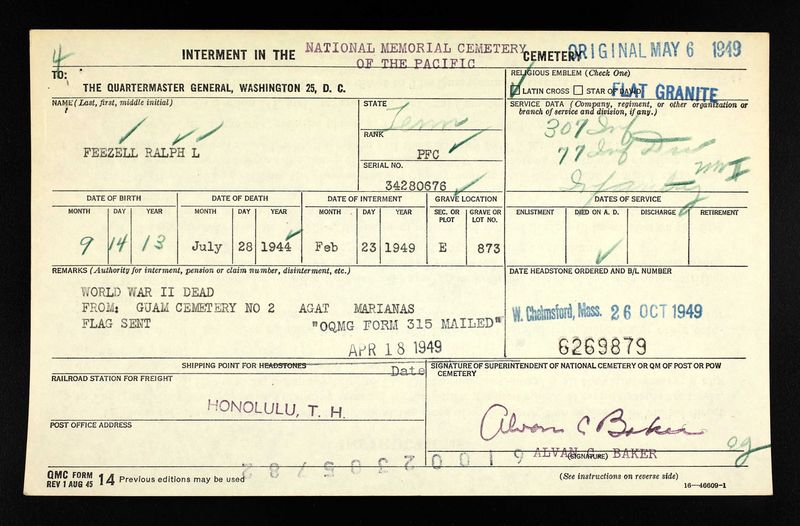 4
INTERMENT IN THE NATIONAL MEMORIAL CEMETERY OF THE PACIFIC CEMETERY
ORIGINAL MAY 6 1949
TO:
THE QUARTERMASTER GENERAL, WASHINGTON 25, D. C.
RELIGIOUS EMBLEM (Check One)
LATIN CROSS STAR OF DAVID
FLAT GRANITE
NAME (Last, first, middle initial)
FEEZELL RALPH L
STATE
Tenn
RANK
PFC
SERIAL NO.
34280676
SERVICE DATA (Company, regiment, or other organization or
branch of service and division, if any.)
307 Inf
77 Inf Div
WW II
Infantry
DATE OF BIRTH DATE OF DEATH DATE OF INTERMENT GRAVE LOCATION DATES OF SERVICE
MONTH DAY YEAR MONTH DAY YEAR MONTH DAY YEAR SEC. OR PLOT GRAVE OR LOT NO. ENLISTMENT DIED ON A. D. DISCHARGE RETIREMENT
9 14 13 July 28 1944 Feb 23 1949 E 873
REMARKS (Authority for interment, pension or claim number, disinterment, etc.)
WORLD WAR II DEAD
FROM: GUAM CEMETERY NO 2 AGAT MARIANAS
FLAG SENT "OQMG FORM 315 MAILED"
APR 18 1949
Date
DATE HEADSTONE ORDERED AND B/L NUMBER
W. Chelmsford, Mass. 26 OCT 1949
6269879
SHIPPING POINT FOR HEADSTONES
RAILROAD STATION FOR FREIGHT
HONOLULU, T. H.
POST OFFICE ADDRESS
SIGNATURE OF SUPERINTENDENT OF NATIONAL CEMETERY OR QM OF POST OR POW
CEMETERY
Alvan C Baker
ALVAN C. BAKER
(SIGNATURE)
og
QMC FORM
REV 1 AUG 45 14 Previous editions may be used
(See instructions on reverse side)
16—46609-1